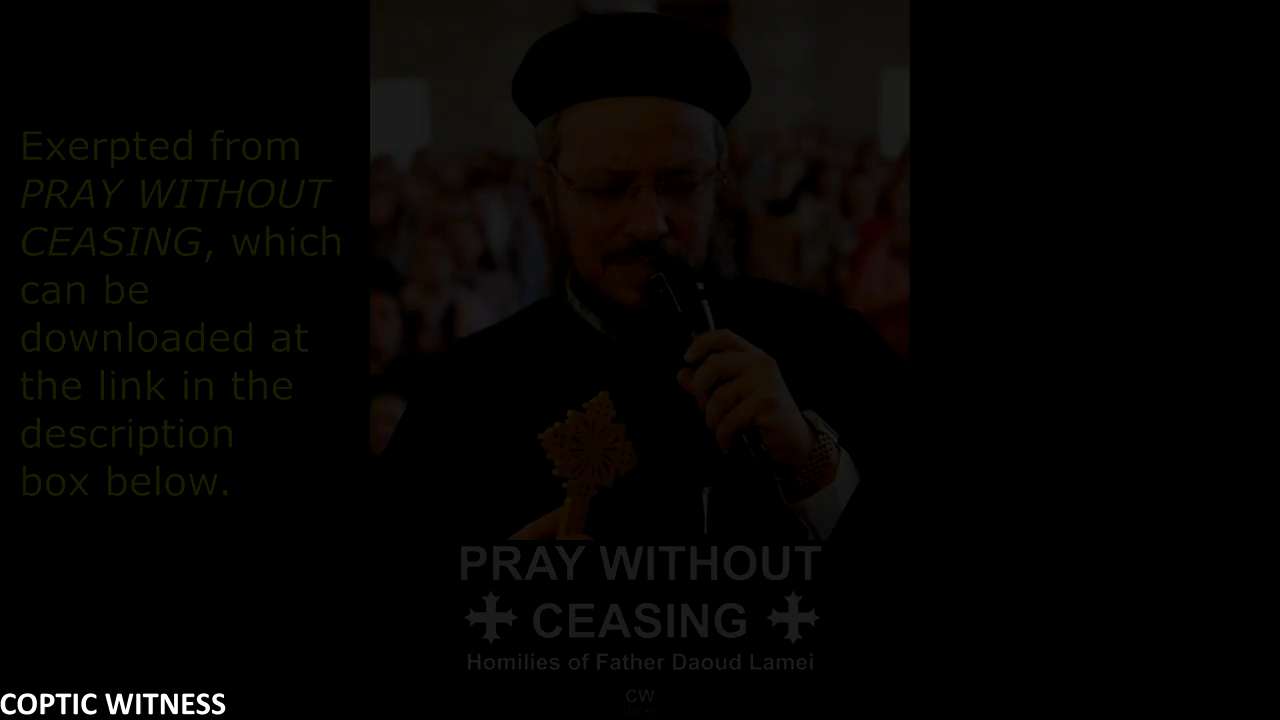 Exerpted from
PRAY WITHOUT
CEASING, which
can be
downloaded at
the link in the
description
box below.
PRAY WITHOUT
CEASING
Homilies of Father Daoud Lamei
CW
COPTIC WITNESS